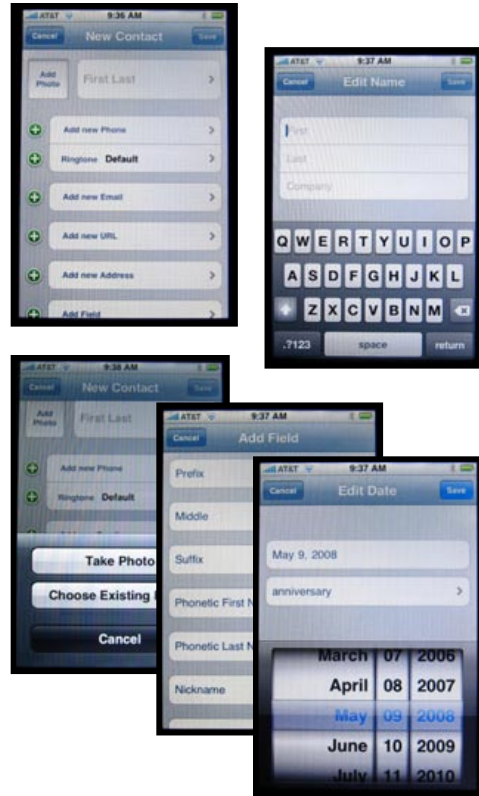 AT&T 9:36 AM
Cancel New Contact Save
Add Photo First Last
Add new Phone
Ringtone Default
Add new Email
Add new URL
Add new Address
Add Field
AT&T 9:37 AM
Cancel Edit Name Save
First
Last
Company
Q W E R T Y U I O P
A S D F G H J K L
Z X C V B N M
.?123 space return
AT&T 9:38 AM
Cancel New Contact Save
Add Photo First Last
Add new Phone
Ringtone Default
Take Photo
Choose Existing
Cancel
AT&T 9:37 AM
Cancel Add Field
Prefix
Middle
Suffix
Phonetic First N
Phonetic Last N
Nickname
AT&T 9:37 AM
Cancel Edit Date Save
May 9, 2008
anniversary
March 07 2006
April 08 2007
May 09 2008
June 10 2009
July 11 2010